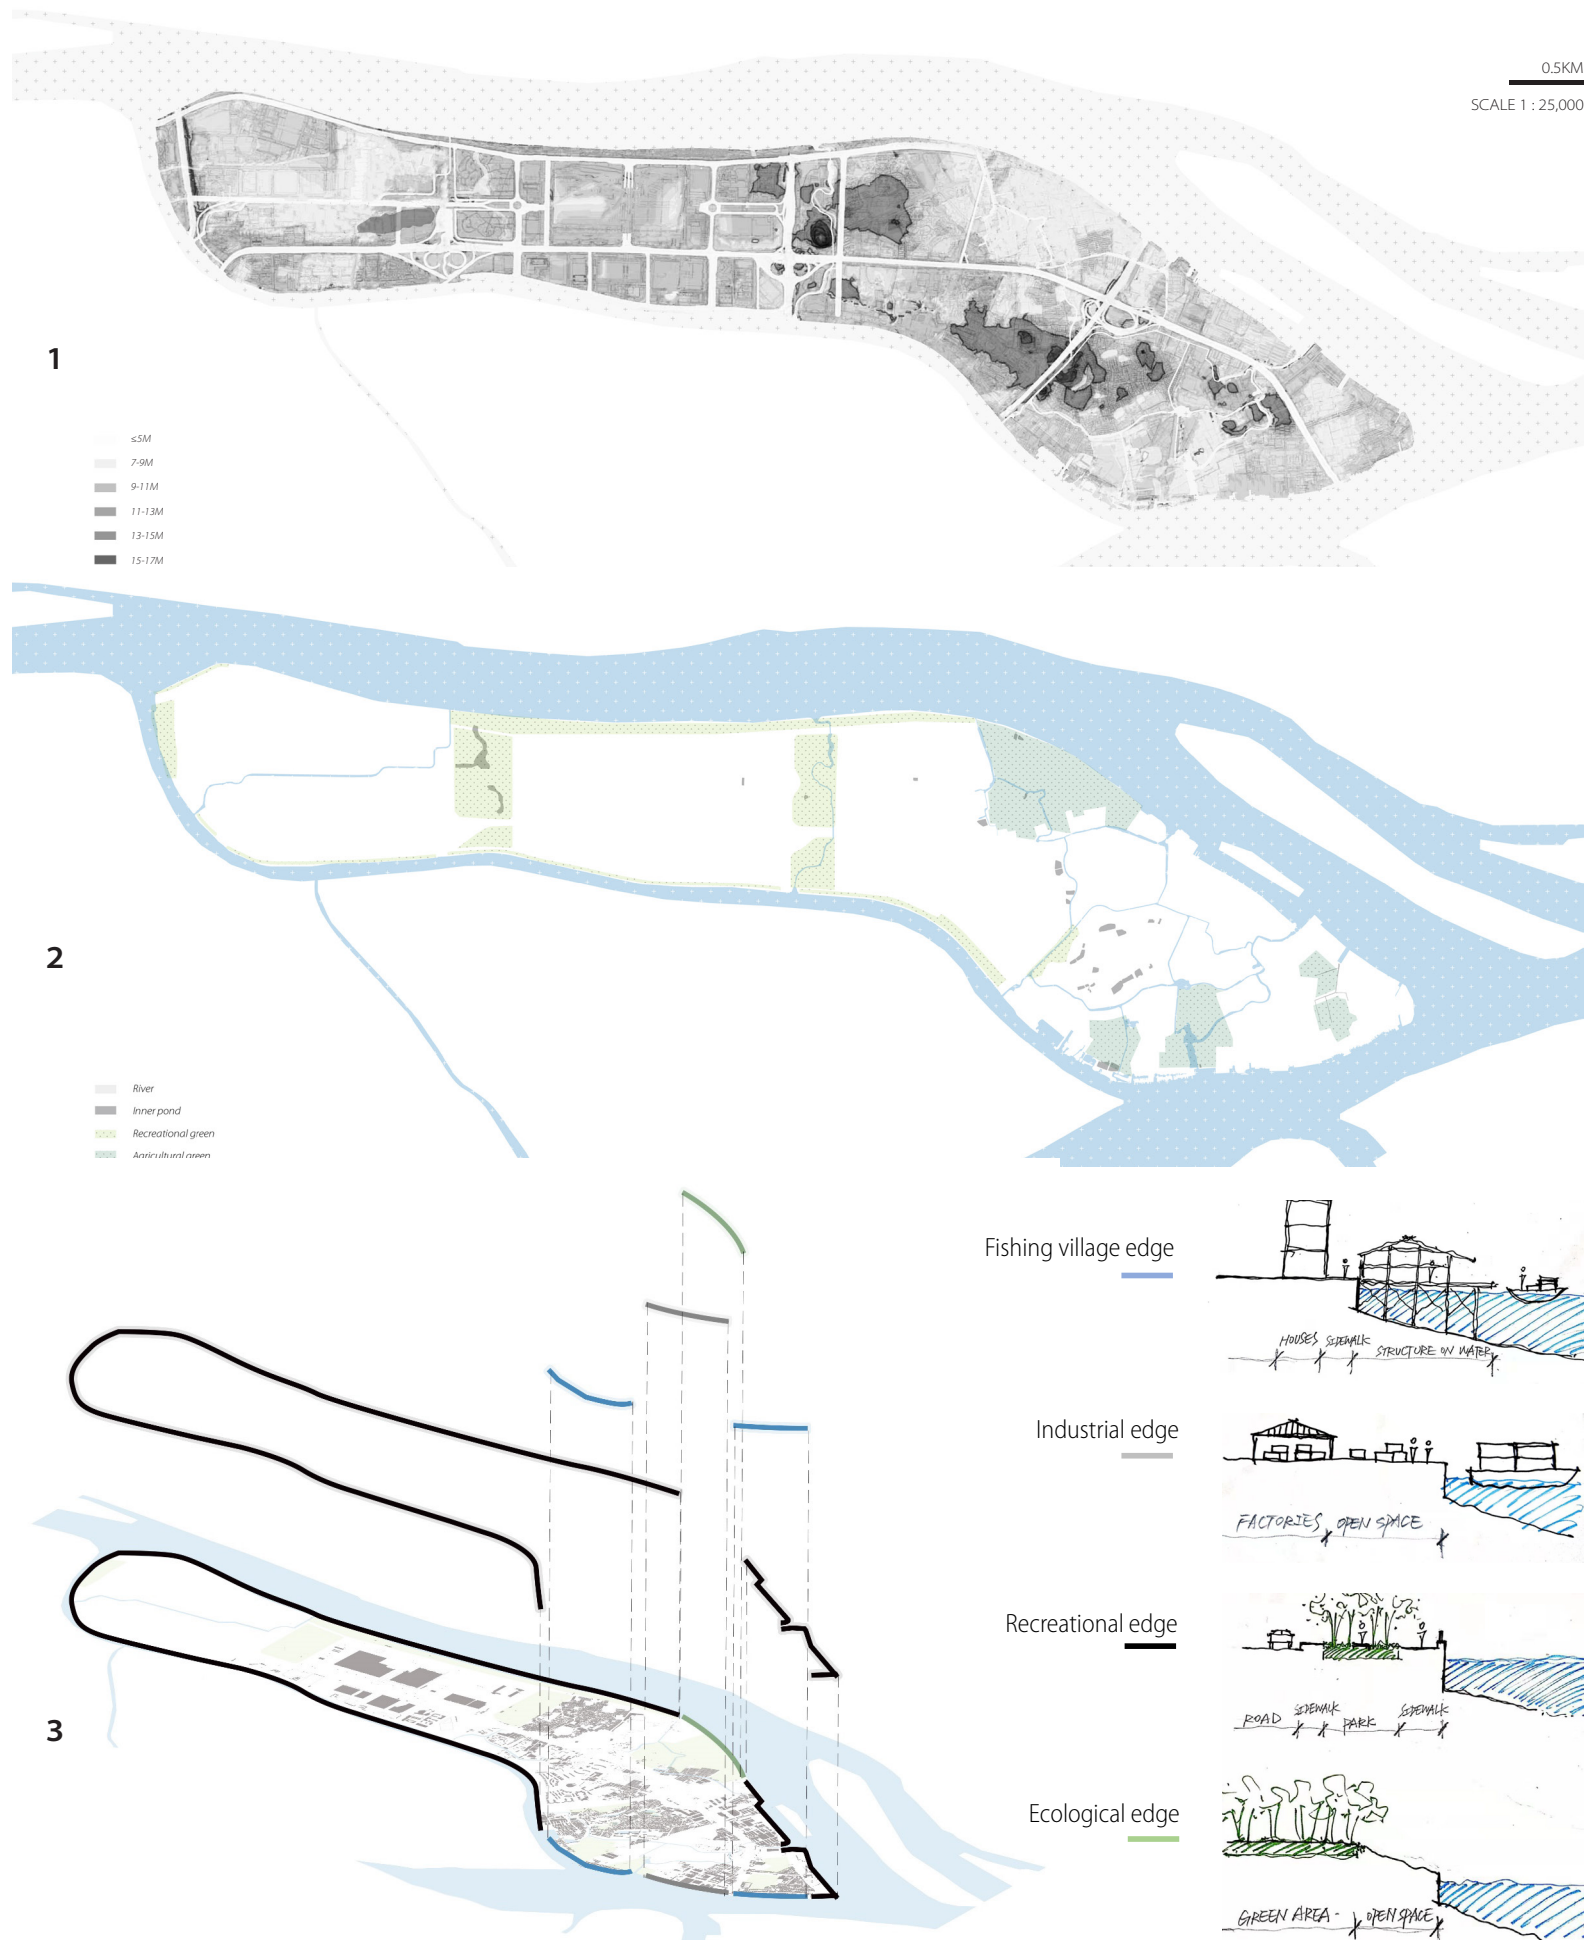 0.5KM
SCALE 1 : 25,000
1
≤5M
7-9M
9-11M
11-13M
13-15M
15-17M
2
River
Inner pond
Recreational green
Agricultural green
3
Fishing village edge
HOUSES SIDEWALK STRUCTURE ON WATER
Industrial edge
FACTORIES OPEN SPACE
Recreational edge
ROAD SIDEWALK PARK SIDEWALK
Ecological edge
GREEN AREA- OPEN SPACE